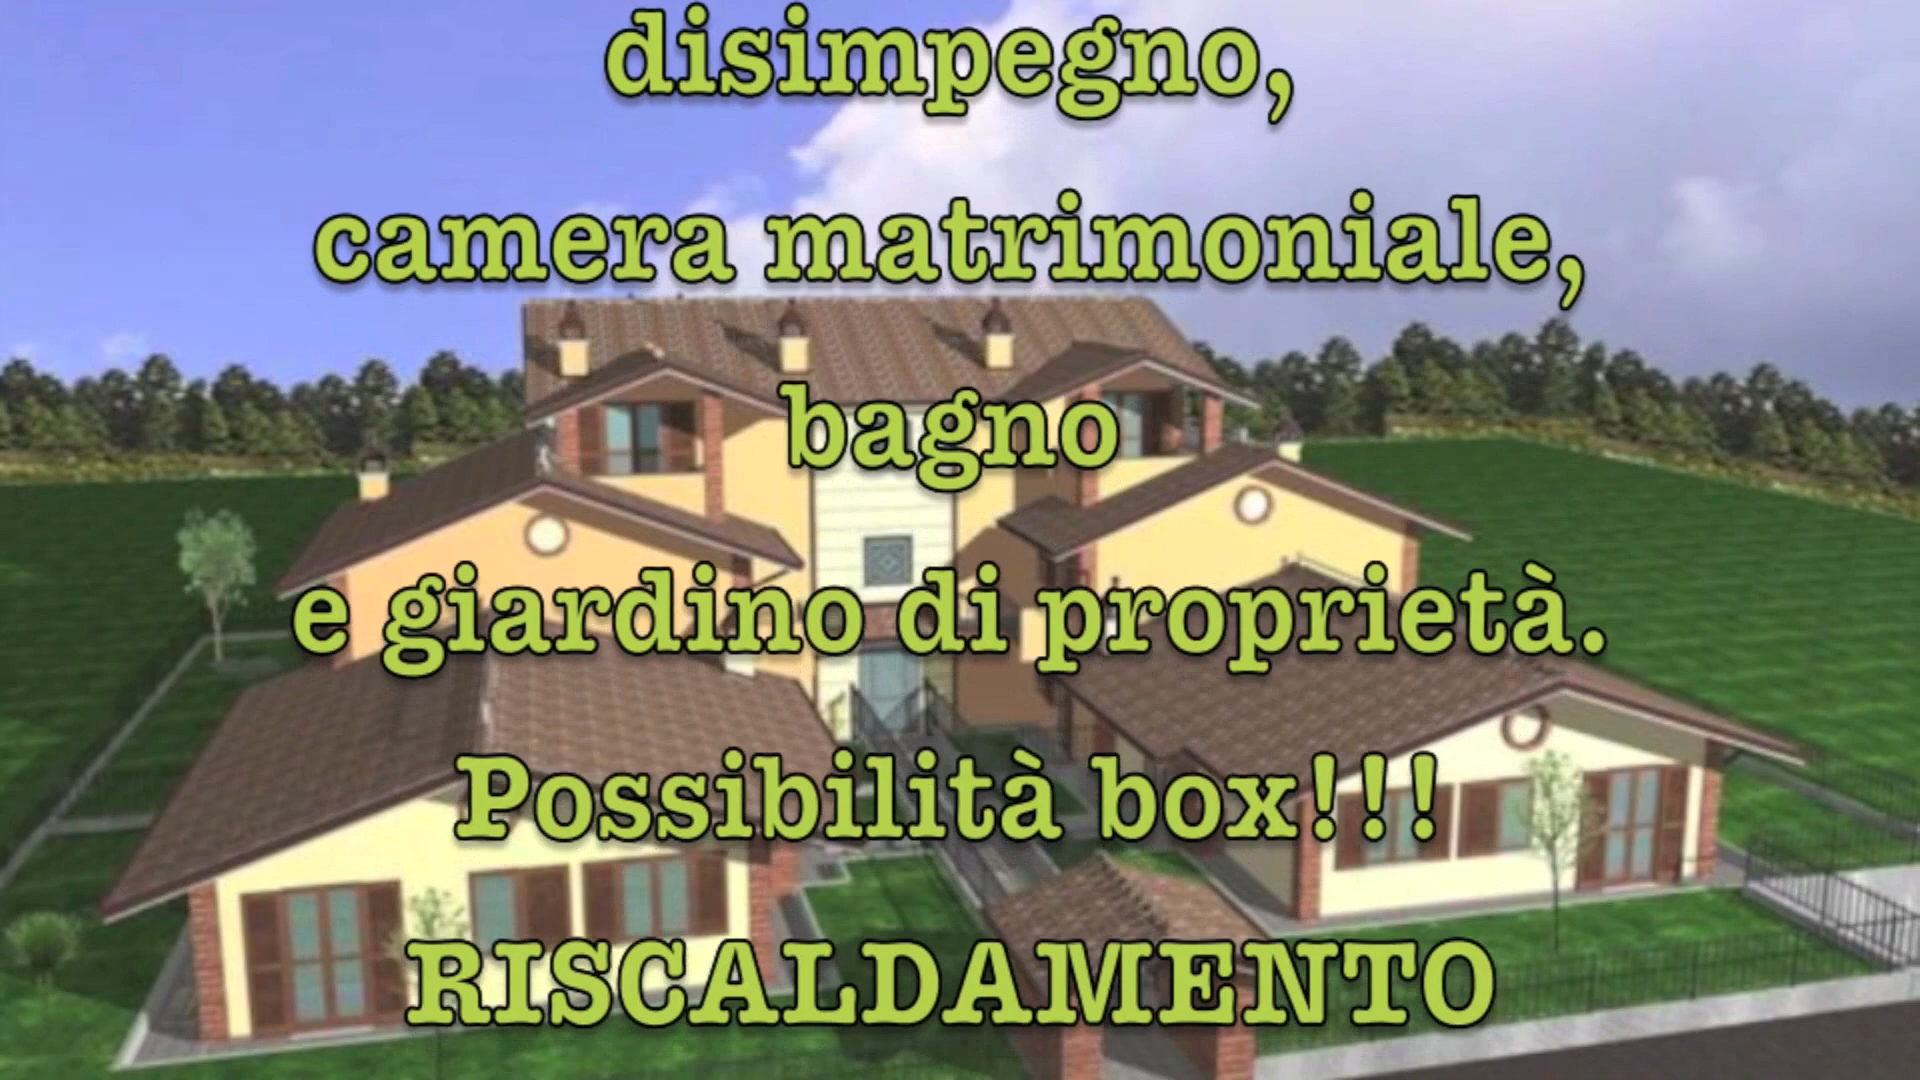 disimpegno,
camera matrimoniale,
bagno
e giardino di proprietà.
Possibilità box!!!
RISCALDAMENTO